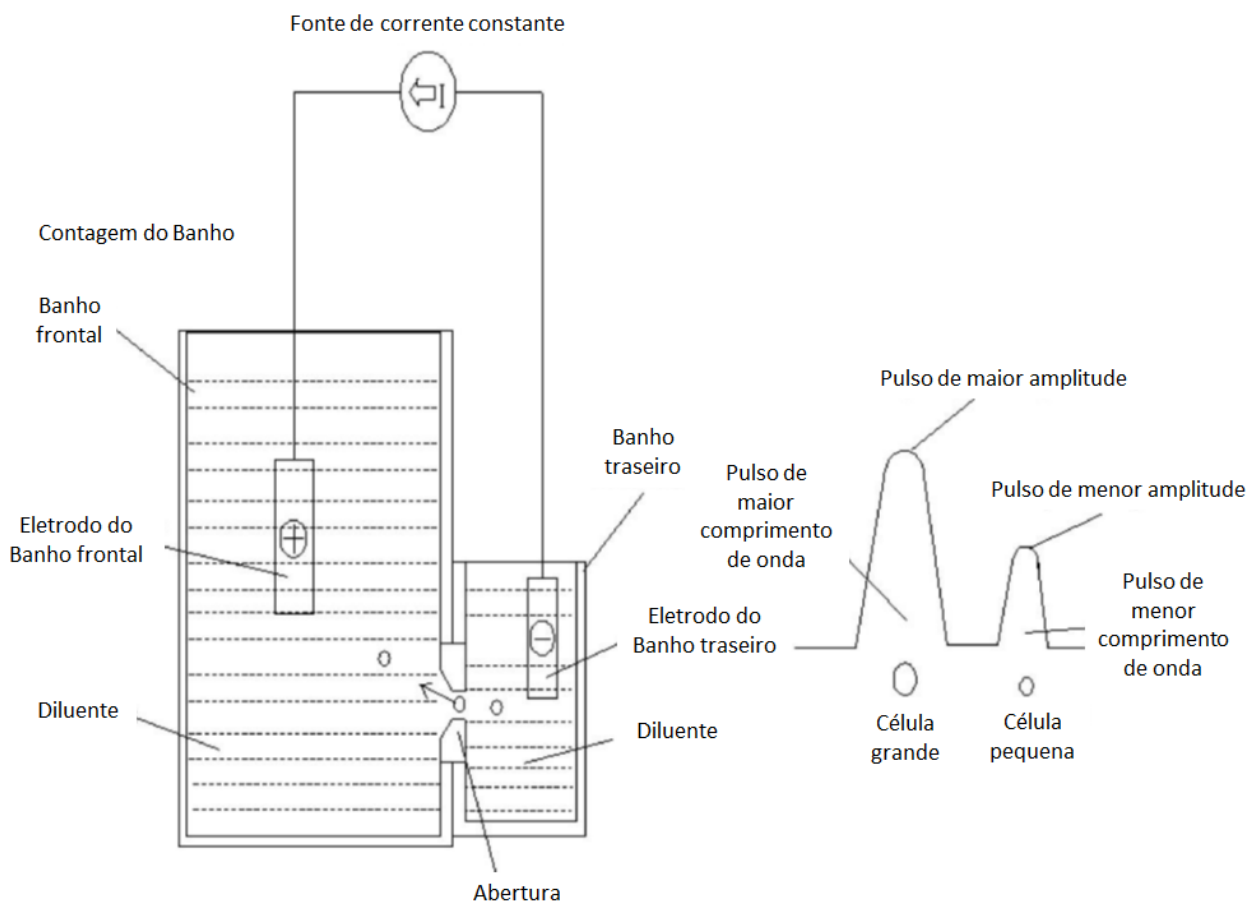 Fonte de corrente constante
Contagem do Banho
Banho
frontal
Eletrodo do
Banho frontal
Diluente
Banho
traseiro
Eletrodo do
Banho traseiro
Diluente
Abertura
Pulso de maior amplitude
Pulso de
maior
comprimento
de onda
Pulso de menor amplitude
Pulso de
menor
comprimento
de onda
Célula
grande
Célula
pequena
I
+
−